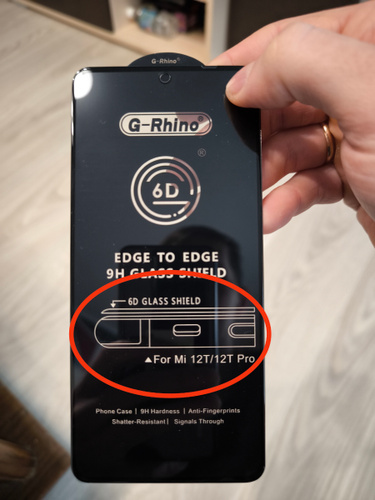 G-Rhino®
G-Rhino®
6D
®
EDGE TO EDGE
9H GLASS SHIELD
6D GLASS SHIELD
▲For Mi 12T/12T Pro
Phone Case | 9H Hardness | Anti-Fingerprints
Shatter-Resistant | Signals Through